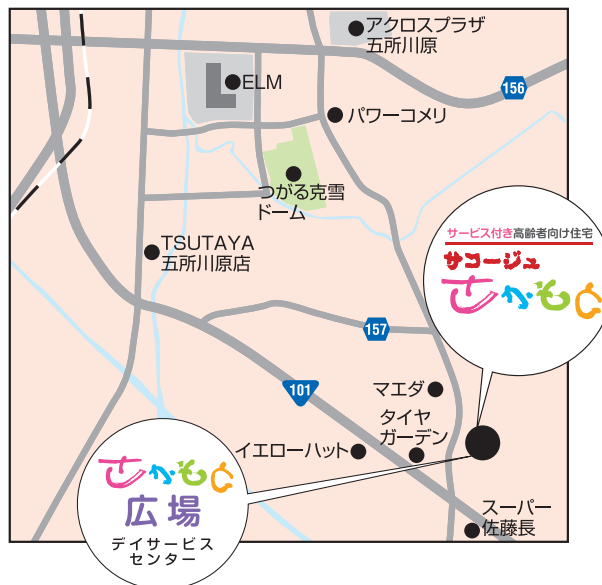 アクロスプラザ
五所川原
ELM
156
パワーコメリ
つがる克雪
ドーム
サービス付き高齢者向け住宅
サコージュ
さかもと
TSUTAYA
五所川原店
157
101
マエダ
タイヤ
ガーデン
イエローハット
さかもと
広場
デイサービス
センター
スーパー
佐藤長